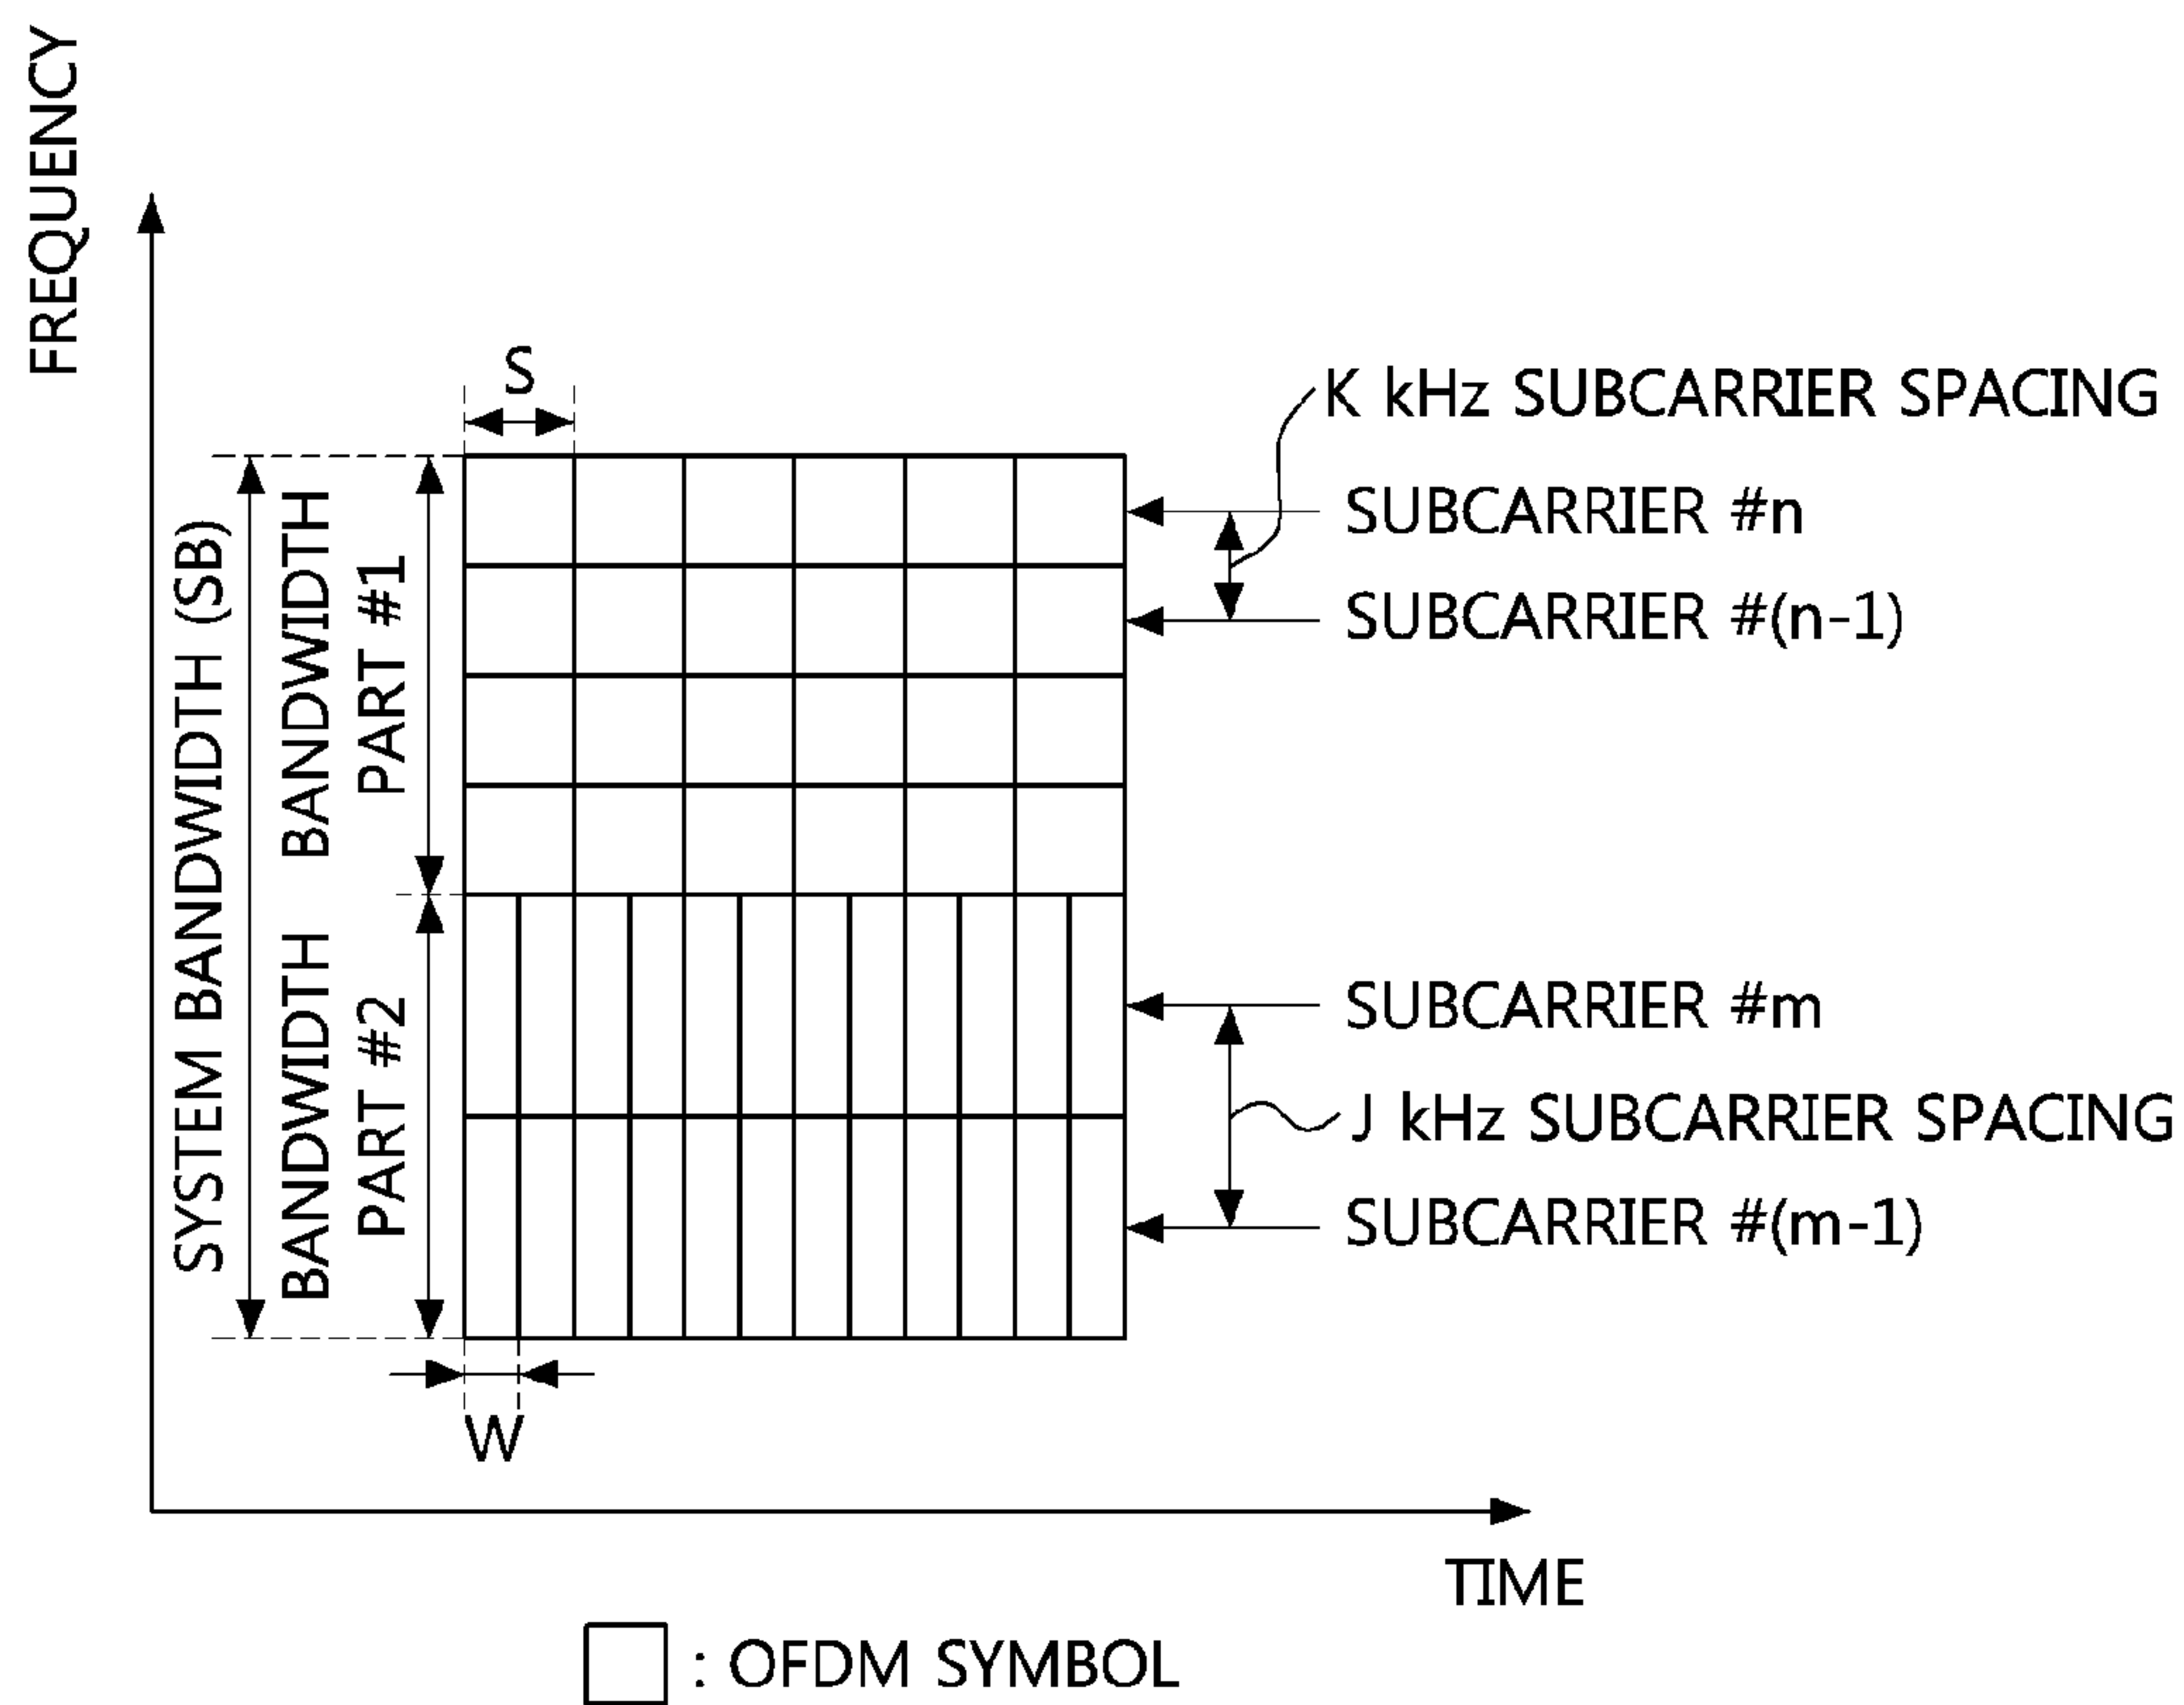 FREQUENCY
S
K kHz SUBCARRIER SPACING
SUBCARRIER #n
SUBCARRIER #(n-1)
SYSTEM BANDWIDTH (SB)
BANDWIDTH
PART #1
BANDWIDTH
PART #2
SUBCARRIER #m
J kHz SUBCARRIER SPACING
SUBCARRIER #(m-1)
W
TIME
: OFDM SYMBOL